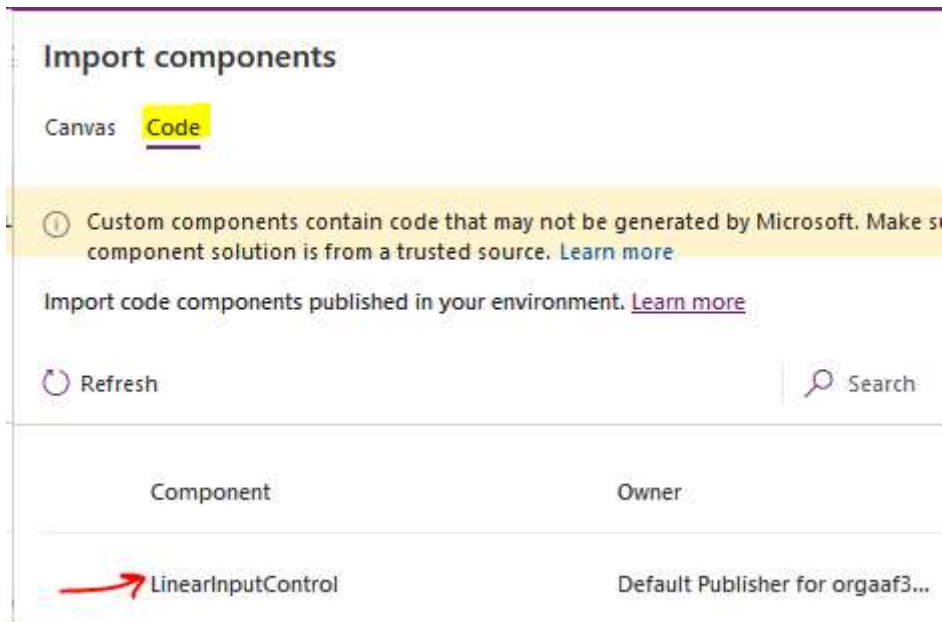 Import components
Canvas Code
Custom components contain code that may not be generated by Microsoft. Make
component solution is from a trusted source. Learn more
Import code components published in your environment. Learn more
Refresh Search
Component Owner
LinearInputControl Default Publisher for orgaaf3...